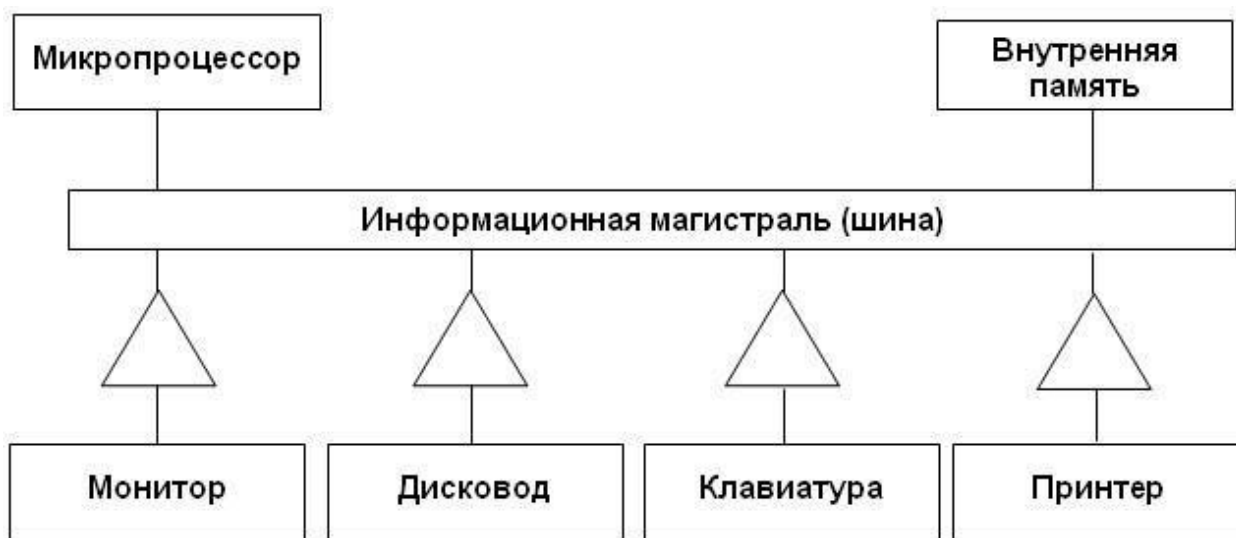 Микропроцессор
Внутренняя
память
Информационная магистраль (шина)
Монитор
Дисковод
Клавиатура
Принтер